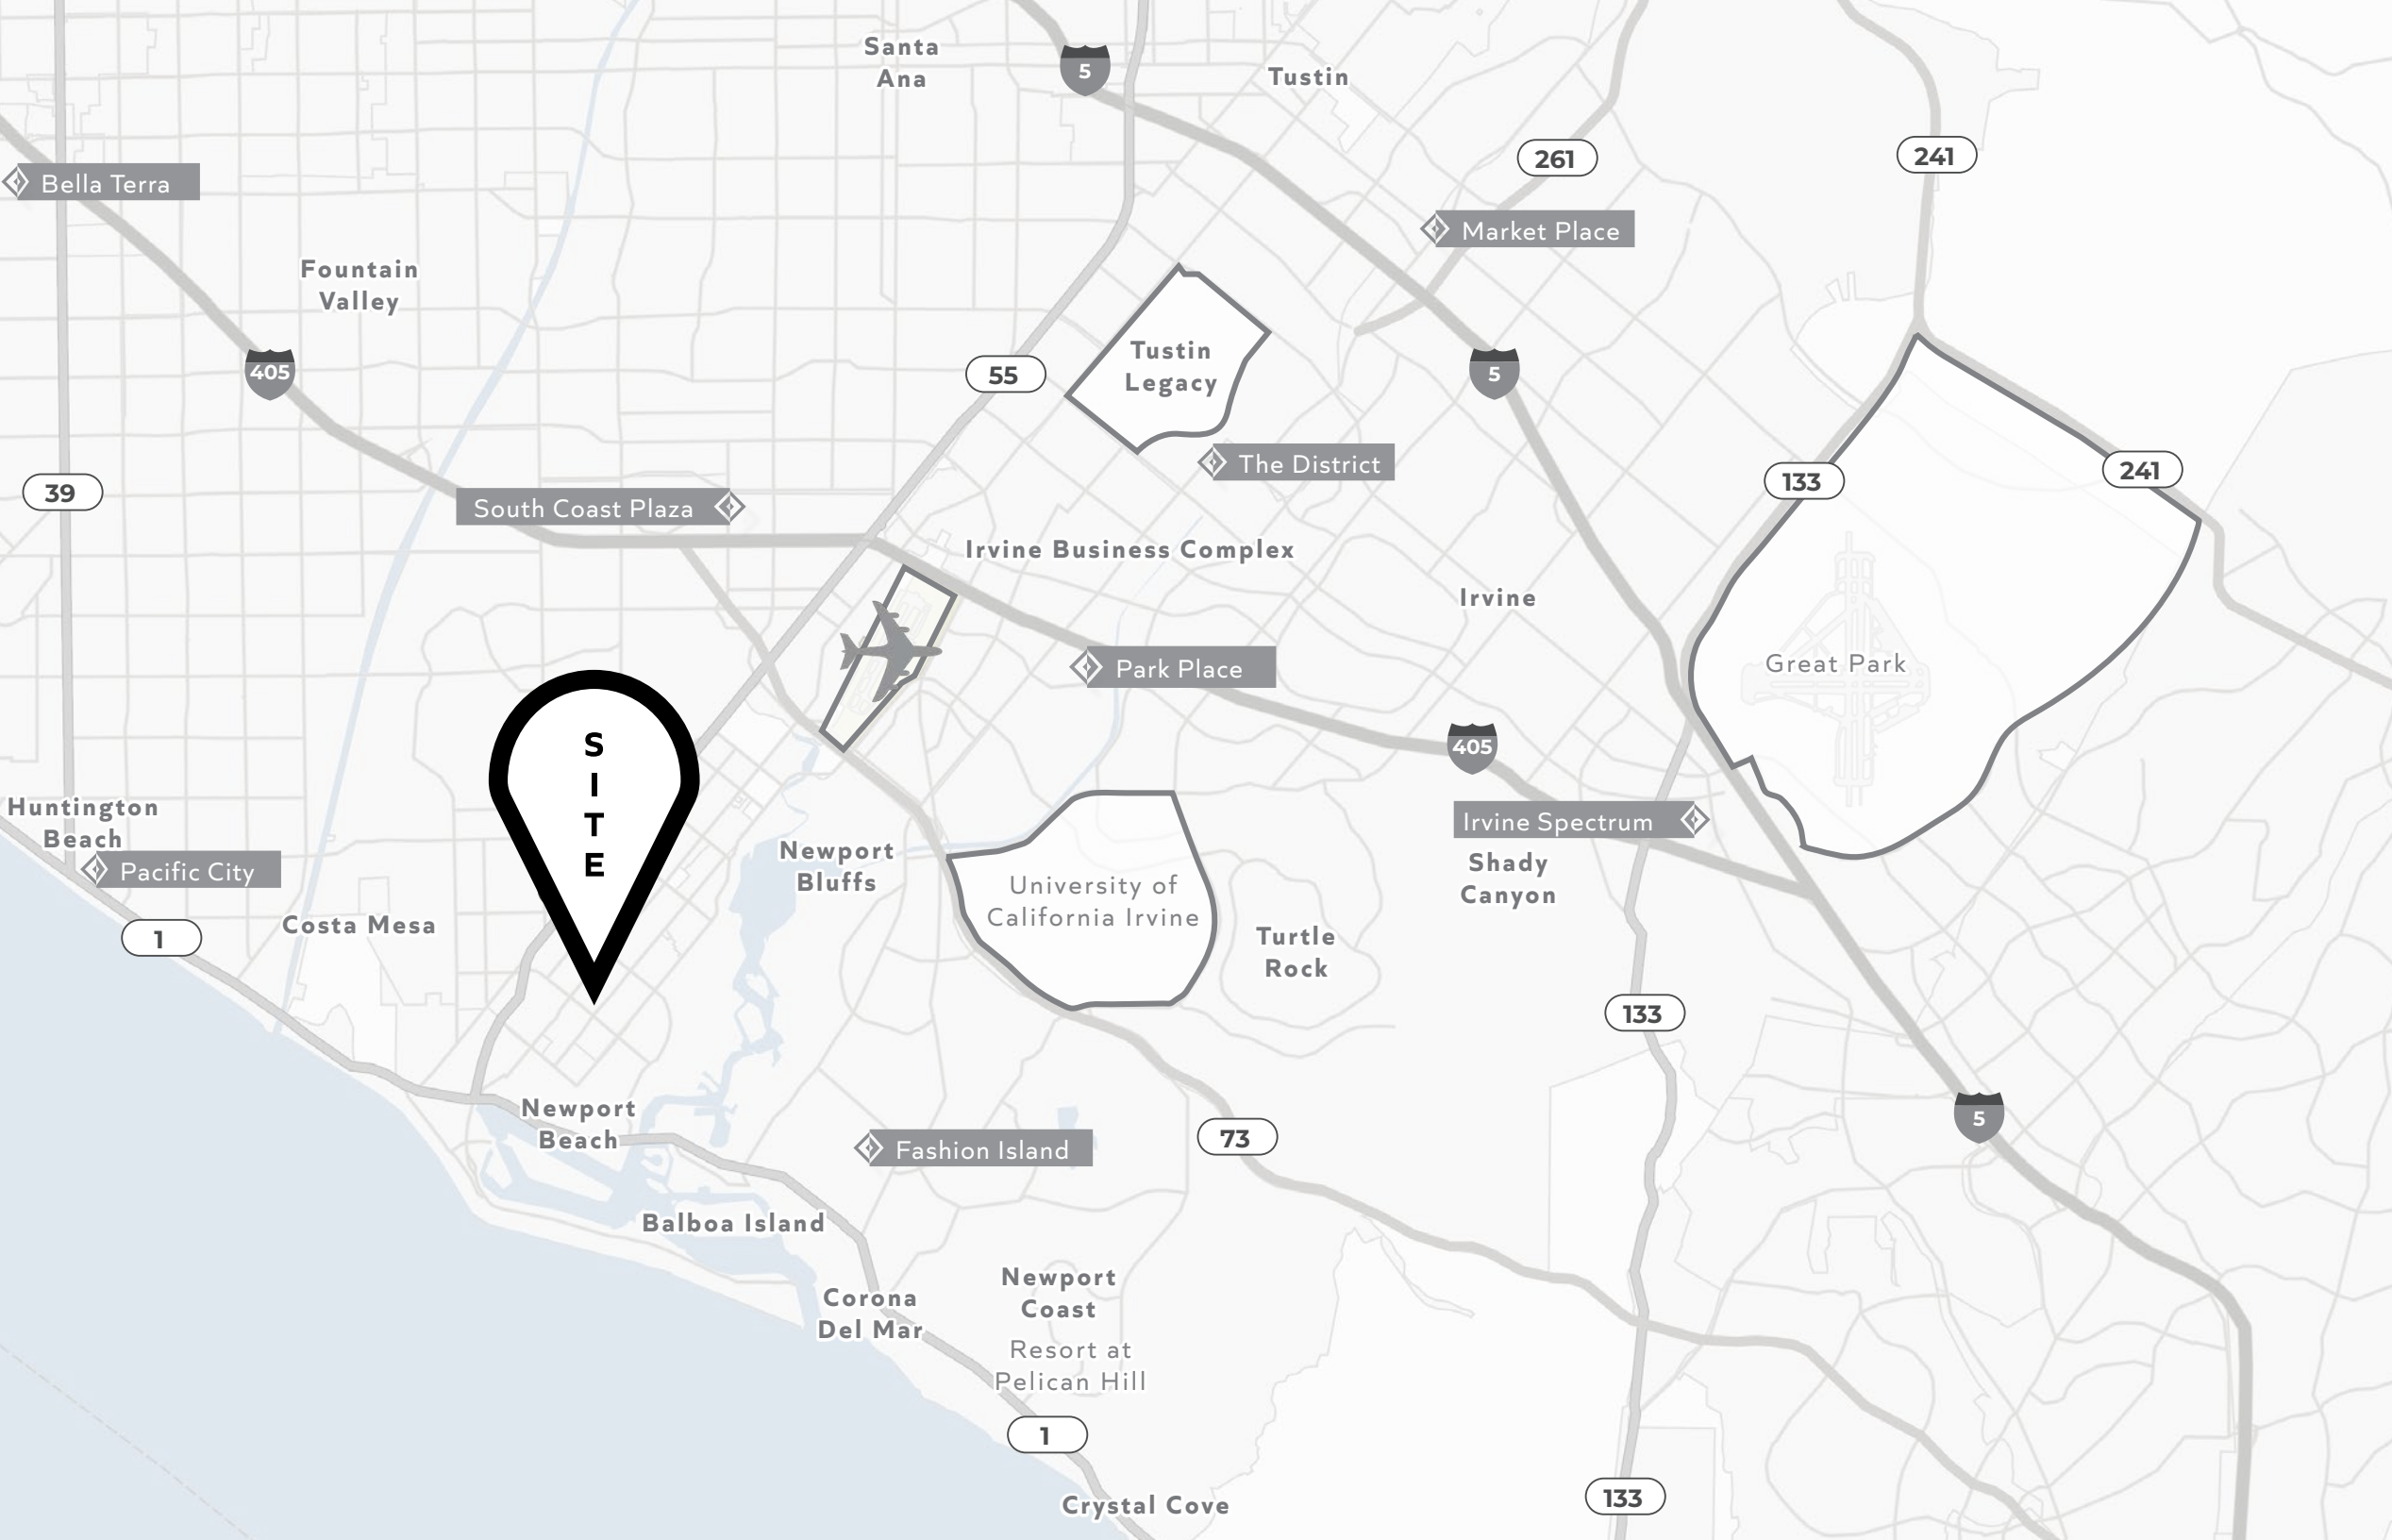 Santa
Ana
5
Tustin
261
241
Bella Terra
Market Place
Fountain
Valley
Tustin
Legacy
405
55
5
39
The District
133
241
South Coast Plaza
Irvine Business Complex
Irvine
Park Place
Great Park
S
I
T
E
405
Huntington
Beach
Irvine Spectrum
Newport
Bluffs
Pacific City
Shady
Canyon
University of
California Irvine
Costa Mesa
1
Turtle
Rock
133
Newport
Beach
5
73
Fashion Island
Balboa Island
Newport
Coast
Corona
Del Mar
Resort at
Pelican Hill
1
133
Crystal Cove